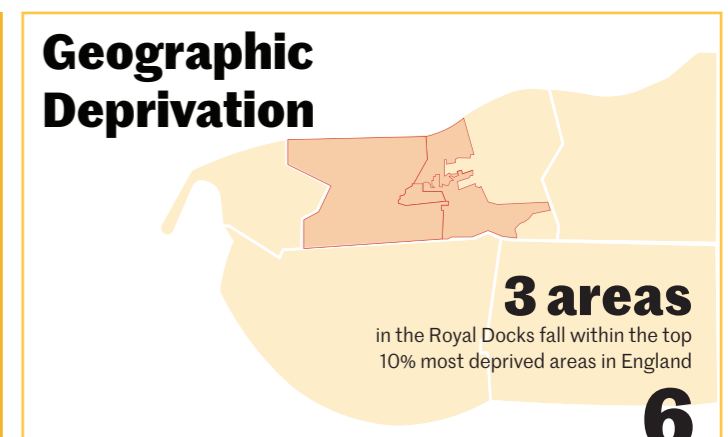 Geographic
Deprivation
3 areas
in the Royal Docks fall within the top
10% most deprived areas in England
6